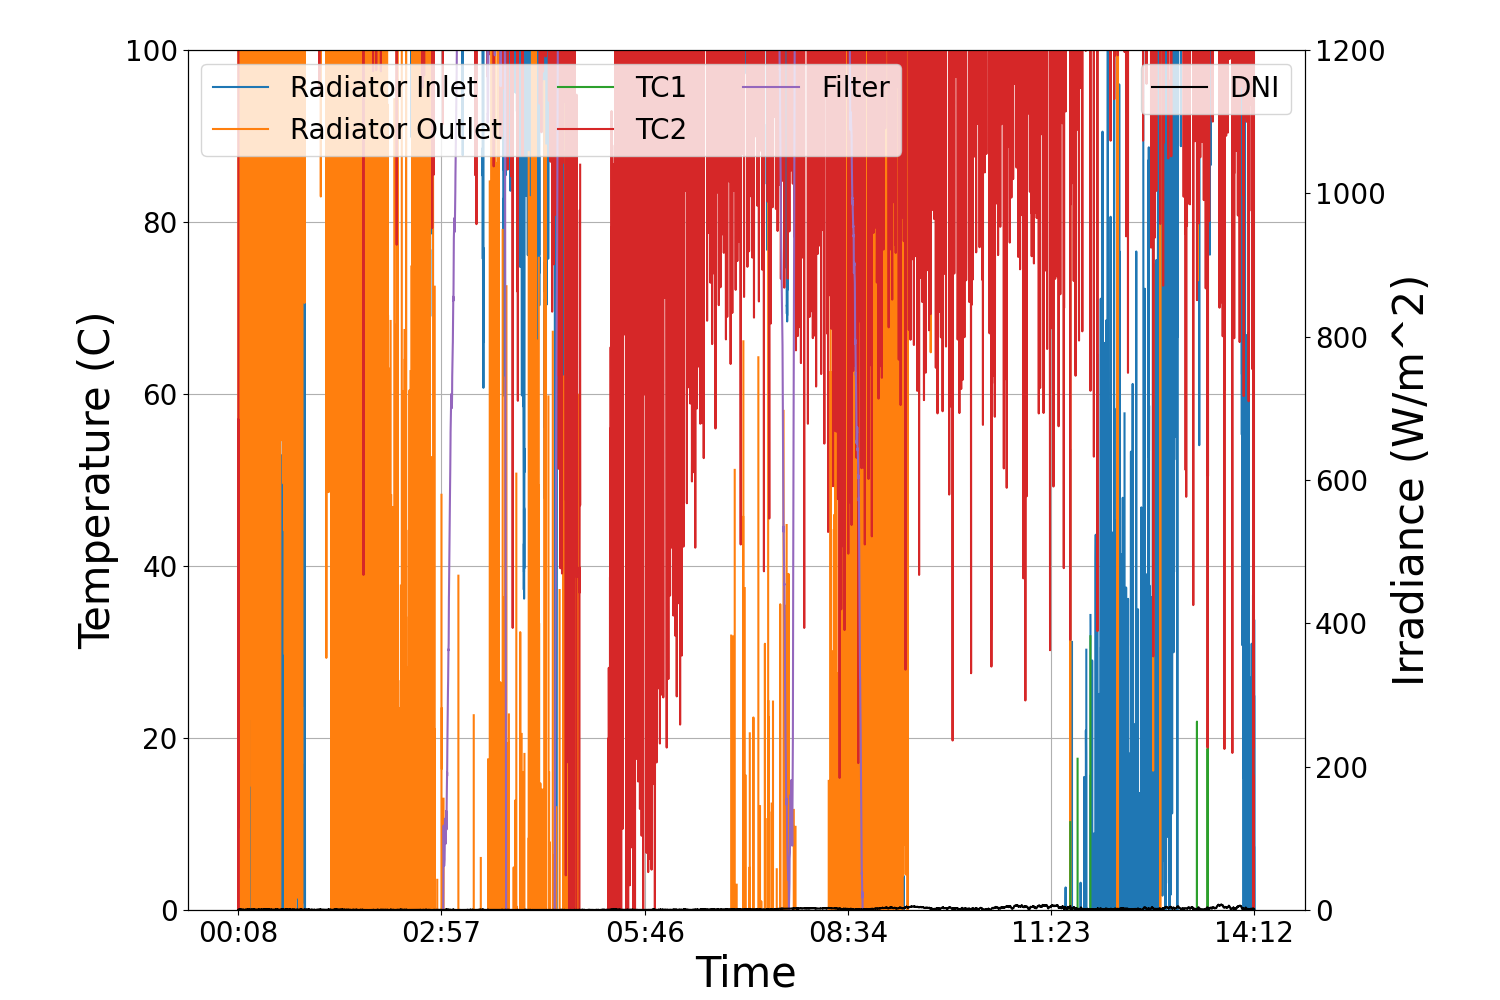 100
80
60
40
20
0
Temperature (C)
Radiator Inlet
Radiator Outlet
TC1
TC2
Filter
DNI
1200
1000
800
600
400
200
0
Irradiance (W/m^2)
00:08 02:57 05:46 08:34 11:23 14:12
Time